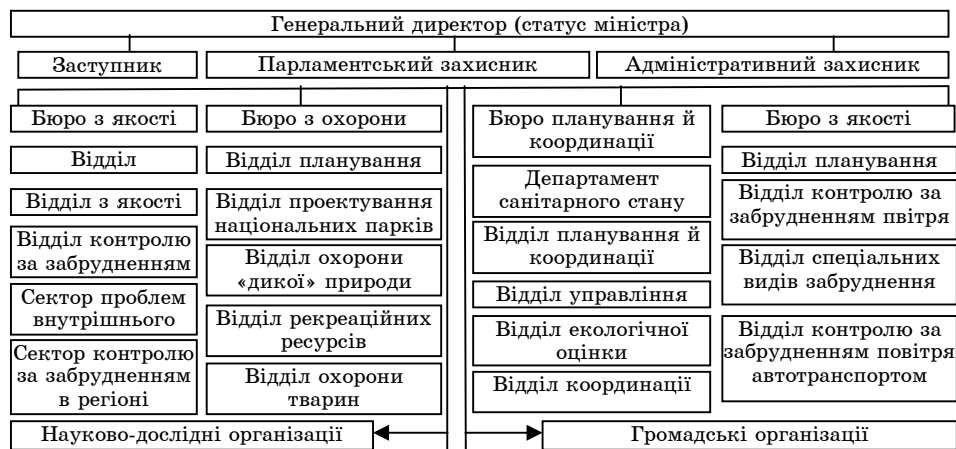 Генеральний директор (статус міністра)
Заступник
Парламентський захисник
Адміністративний захисник
Бюро з якості
Відділ
Відділ з якості
Відділ контролю
за забрудненням
Сектор проблем
внутрішнього
Сектор контролю
за забрудненням
в регіоні
Бюро з охорони
Відділ планування
Відділ проектування
національних парків
Відділ охорони
«дикої» природи
Відділ рекреаційних
ресурсів
Відділ охорони
тварин
Бюро планування й
координації
Департамент
санітарного стану
Відділ планування й
координації
Відділ управління
Відділ екологічної
оцінки
Відділ координації
Бюро з якості
Відділ планування
Відділ контролю за
забрудненням пвітря
Відділ спеціальних
видів забруднення
Відділ контролю за
забрудненням повітря
автотранспортом
Науково-дослідні організації
Громадські організації